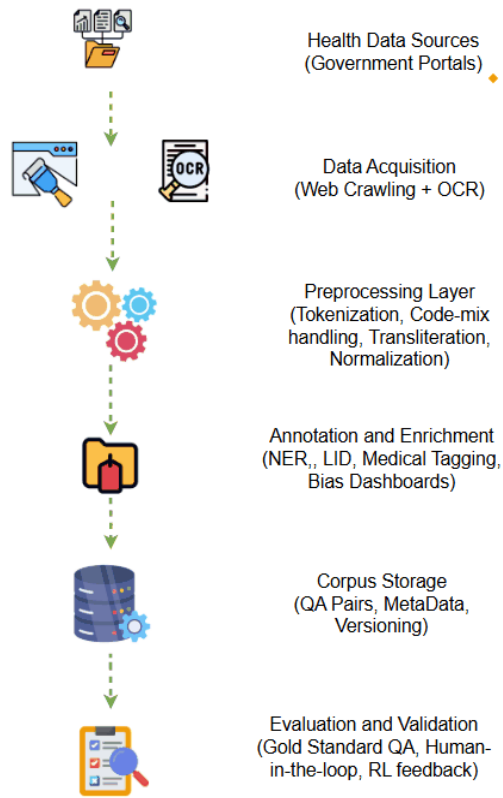 Health Data Sources
(Government Portals)
OCR
Data Acquisition
(Web Crawling + OCR)
Preprocessing Layer
(Tokenization, Code-mix
handling, Transliteration,
Normalization)
Annotation and Enrichment
(NER,, LID, Medical Tagging,
Bias Dashboards)
Corpus Storage
(QA Pairs, MetaData,
Versioning)
Evaluation and Validation
(Gold Standard QA, Human-
in-the-loop, RL feedback)